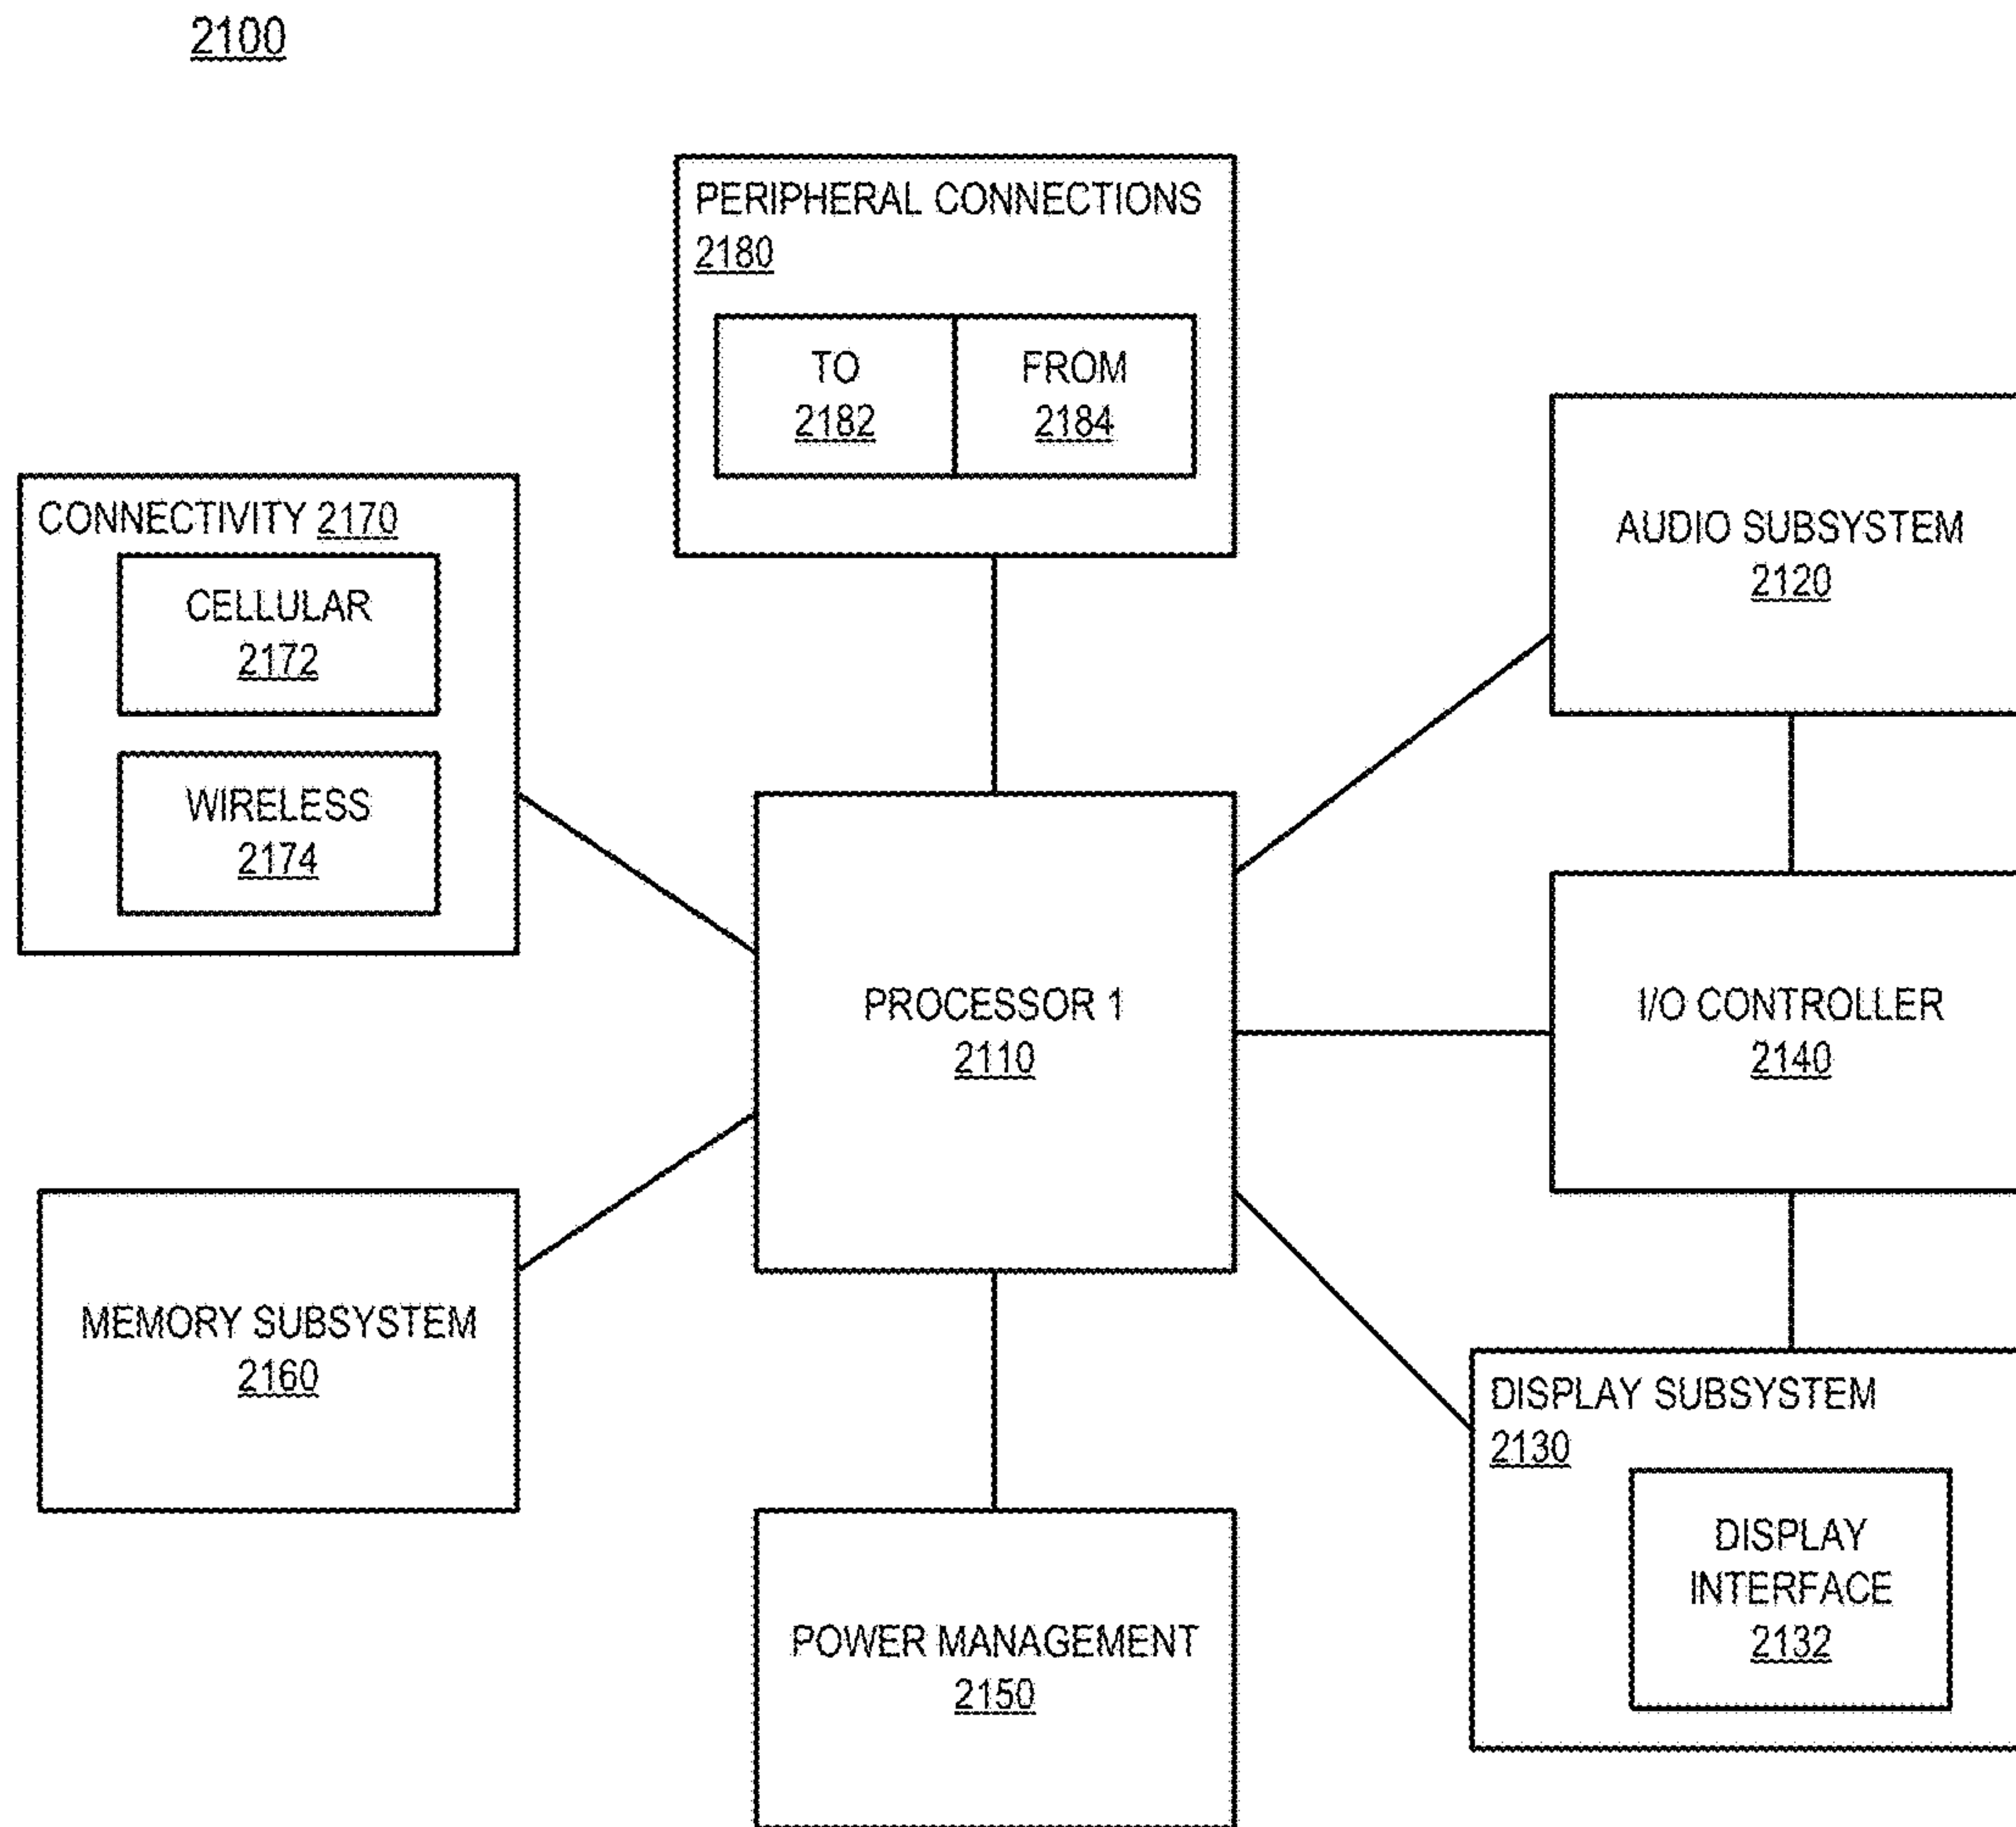 2100
PERIPHERAL CONNECTIONS
2180
TO
2182
FROM
2184
CONNECTIVITY 2170
CELLULAR
2172
WIRELESS
2174
AUDIO SUBSYSTEM
2120
PROCESSOR 1
2110
I/O CONTROLLER
2140
MEMORY SUBSYSTEM
2160
DISPLAY SUBSYSTEM
2130
DISPLAY
INTERFACE
2132
POWER MANAGEMENT
2150